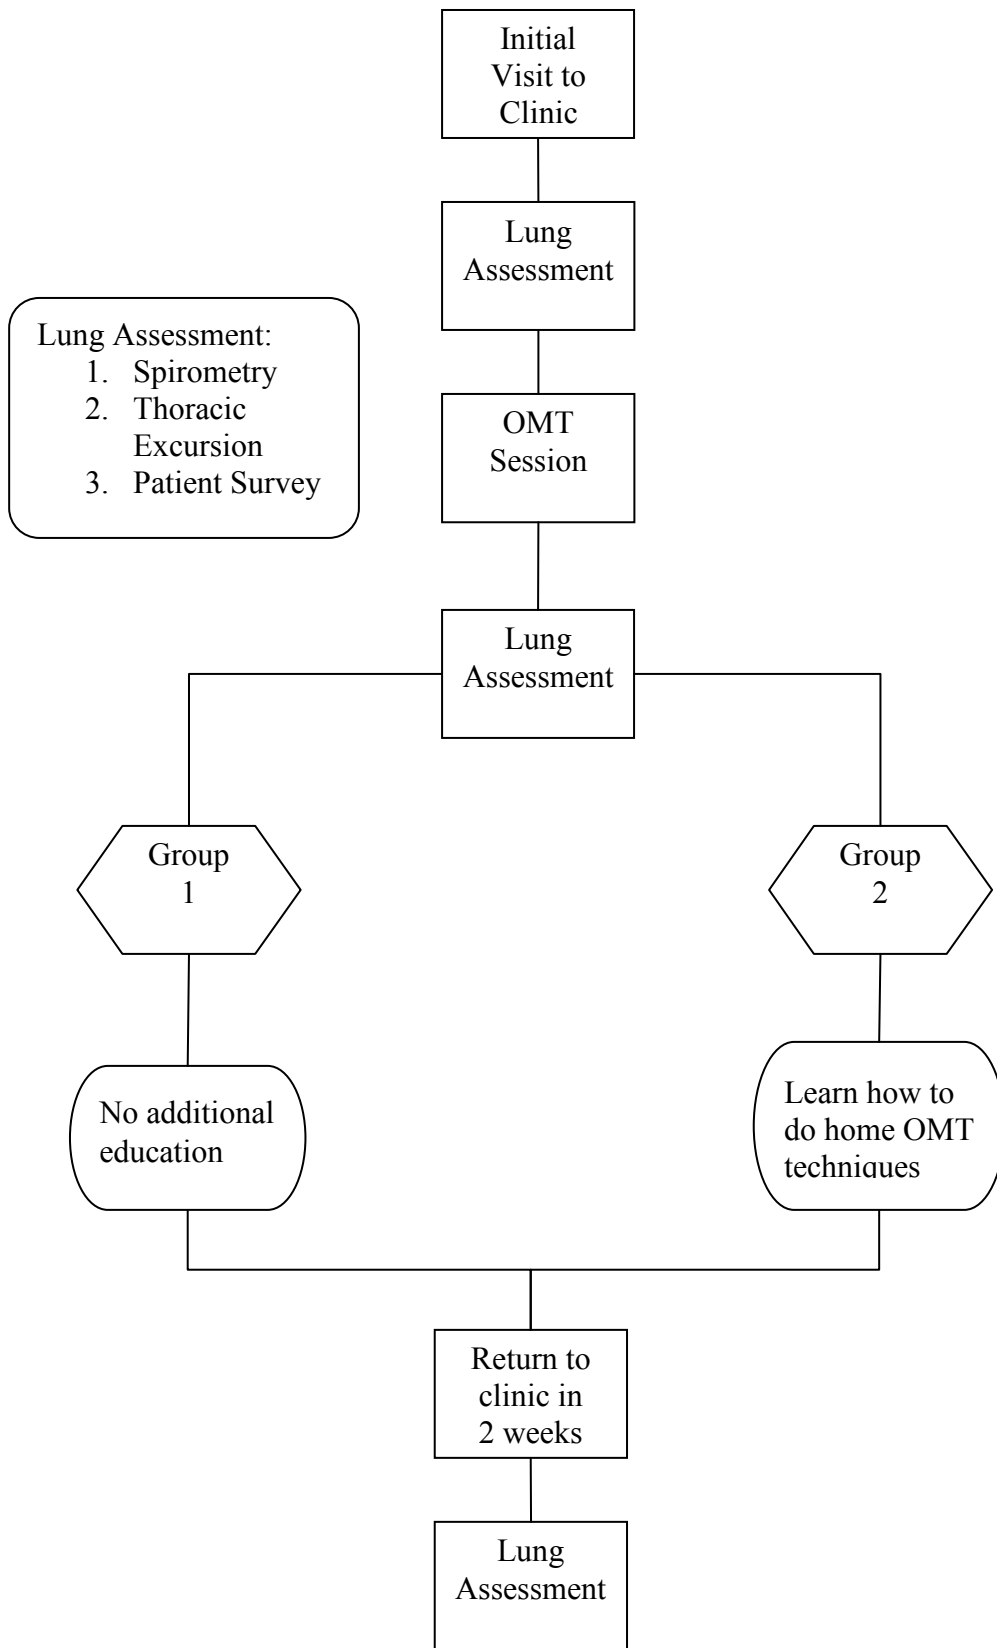 Initial
Visit to
Clinic
Lung
Assessment
Lung Assessment:
1. Spirometry
2. Thoracic
Excursion
3. Patient Survey
OMT
Session
Lung
Assessment
Group
1
Group
2
No additional
education
Learn how to
do home OMT
techniques
Return to
clinic in
2 weeks
Lung
Assessment